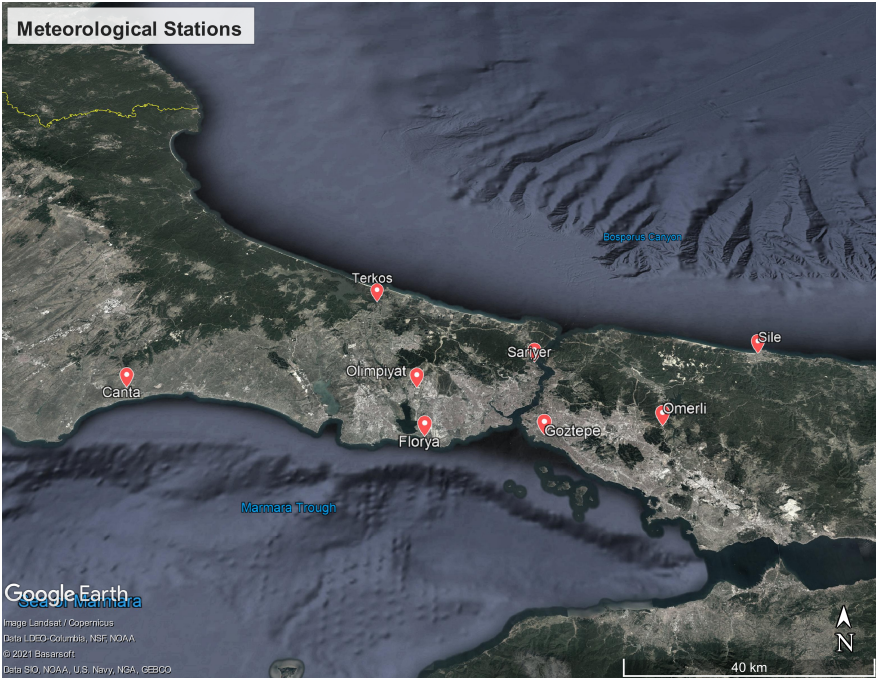 Meteorological Stations
Bosporus Canyon
Terkos
Sile
Sariyer
Olimpiyat
Canta
Omerli
Goztepe
Florya
Marmara Trough
Google Earth
Sea of Marmara
Image Landsat / Copernicus
Data LDEO-Columbia, NSF, NOAA
© 2021 Basarsoft
Data SIO, NOAA, U.S. Navy, NGA, GEBCO
N
40 km